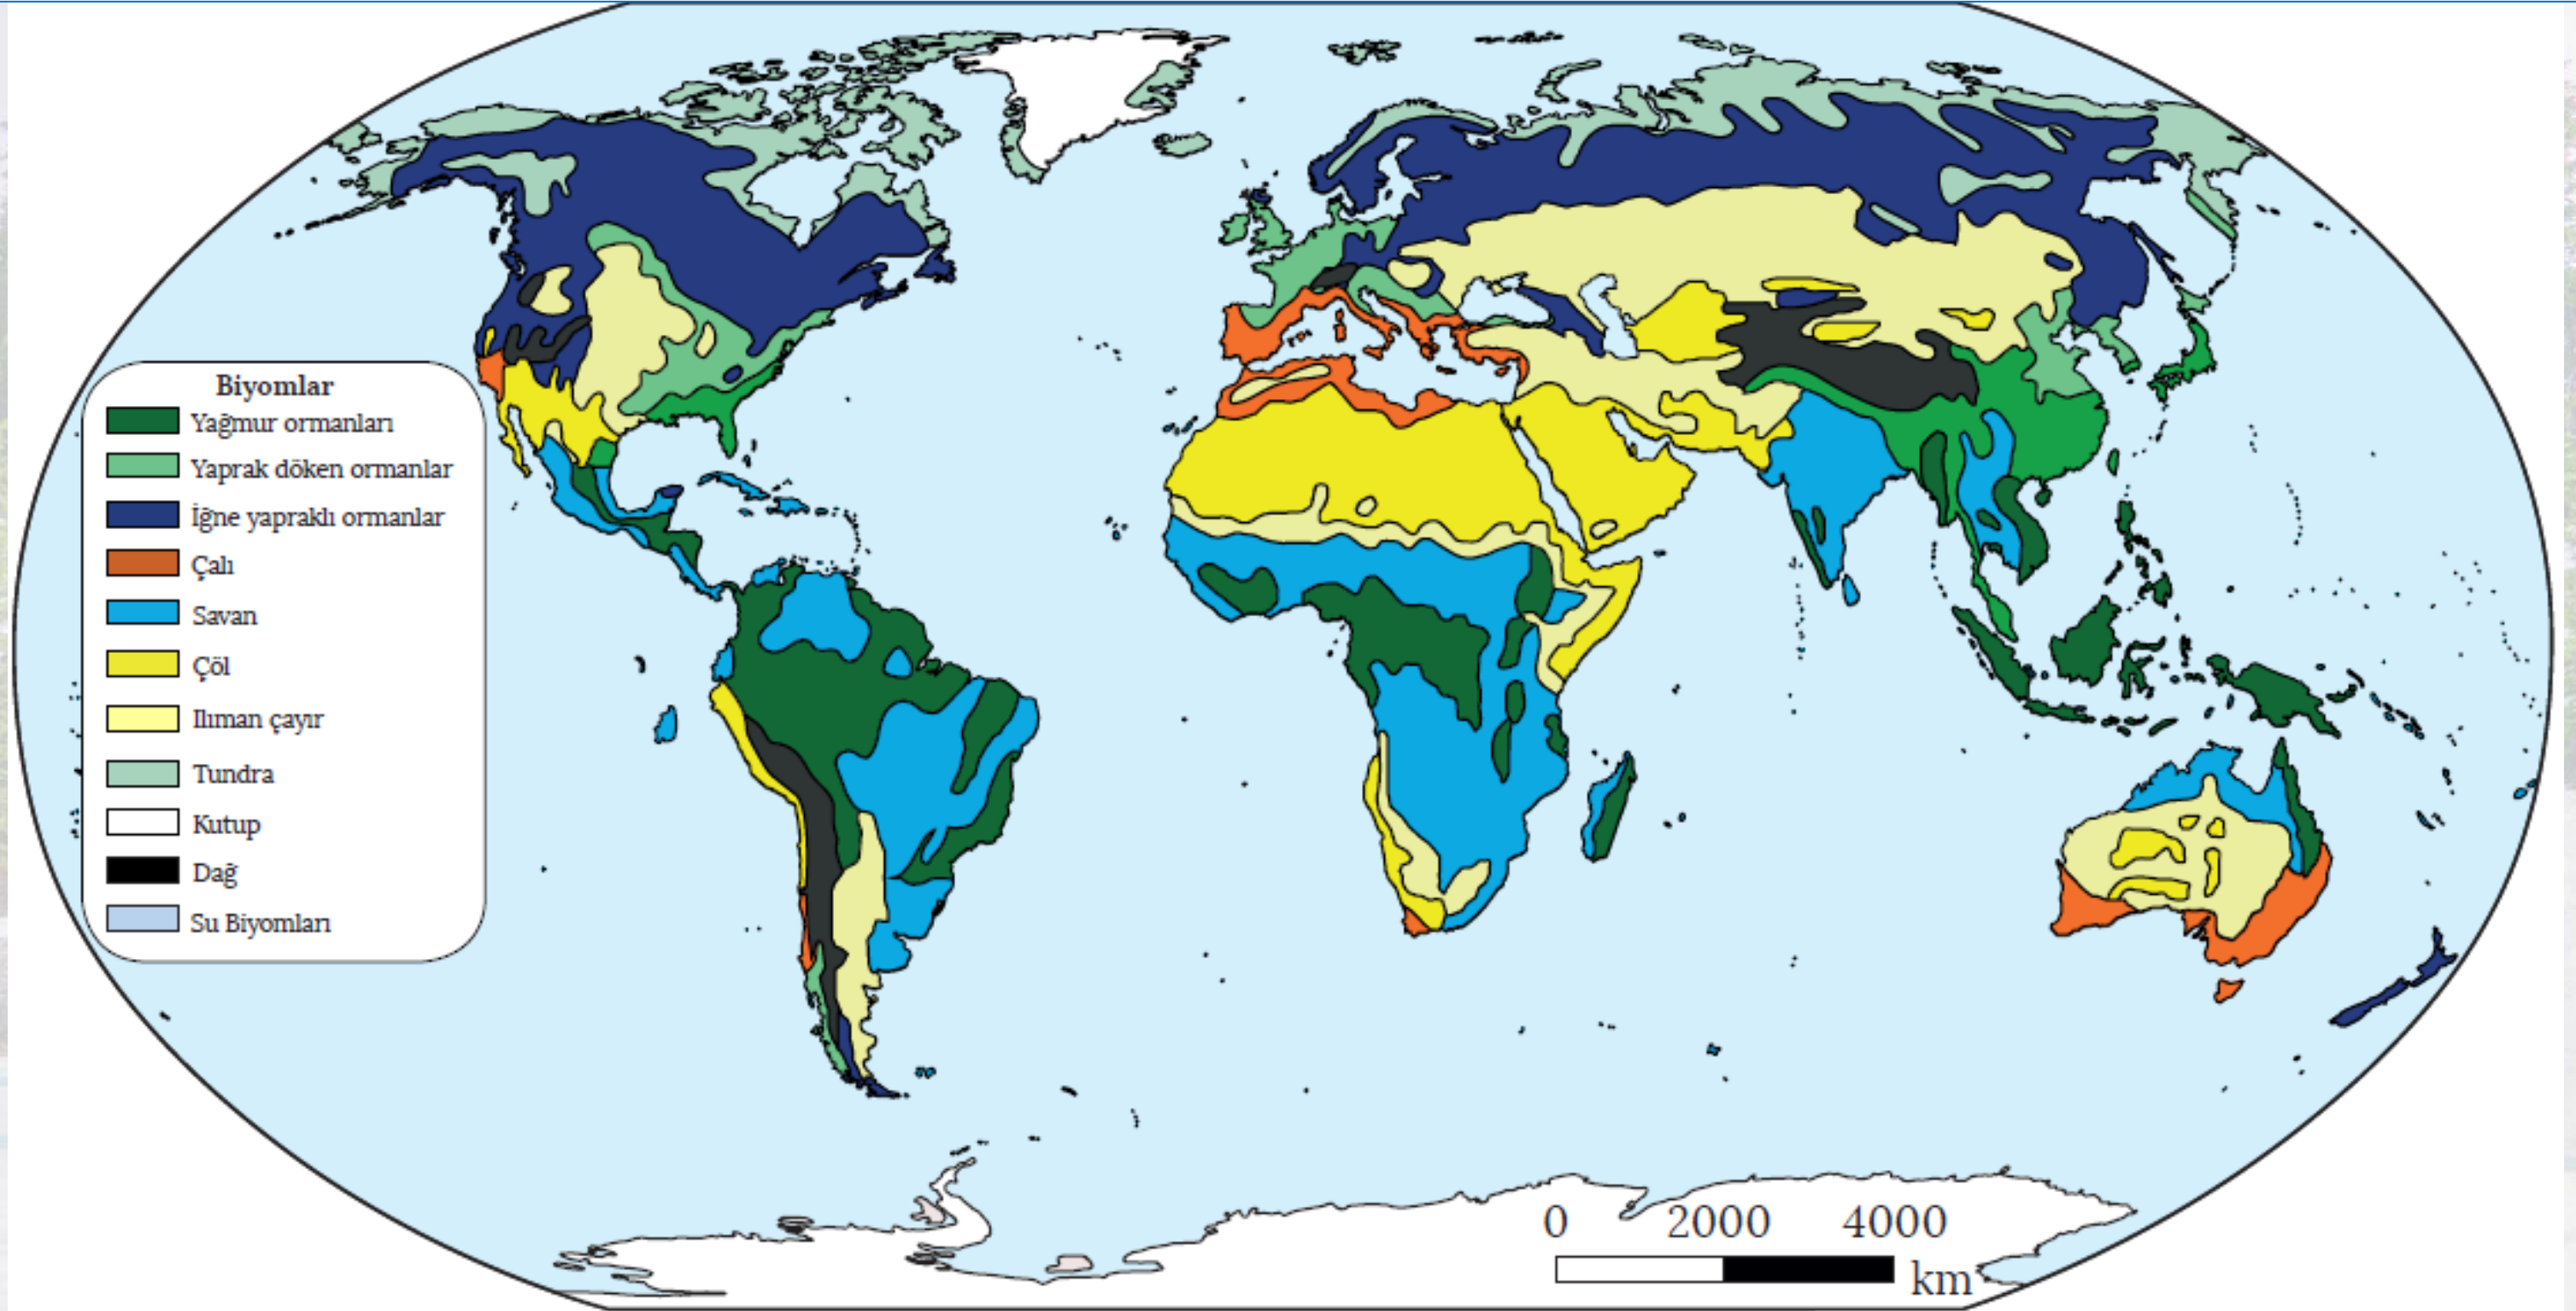 Biyomlar
Yağmur ormanları
Yaprak döken ormanlar
İğne yapraklı ormanlar
Çalı
Savan
Çöl
Ilıman çayır
Tundra
Kutup
Dağ
Su Biyomları
0 2000 4000
km